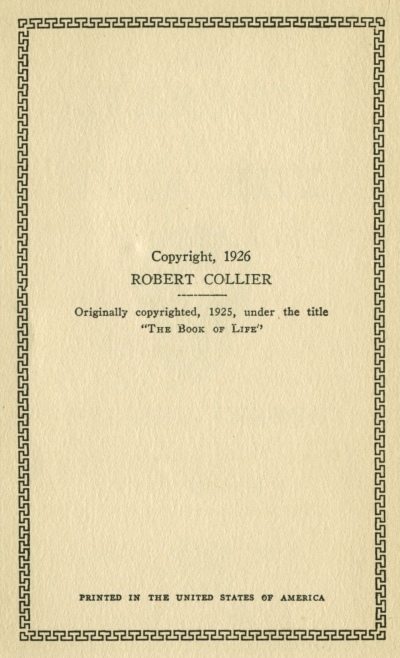 Copyright, 1926
ROBERT COLLIER
Originally copyrighted, 1925, under the title
"THE BOOK OF LIFE"
PRINTED IN THE UNITED STATES OF AMERICA